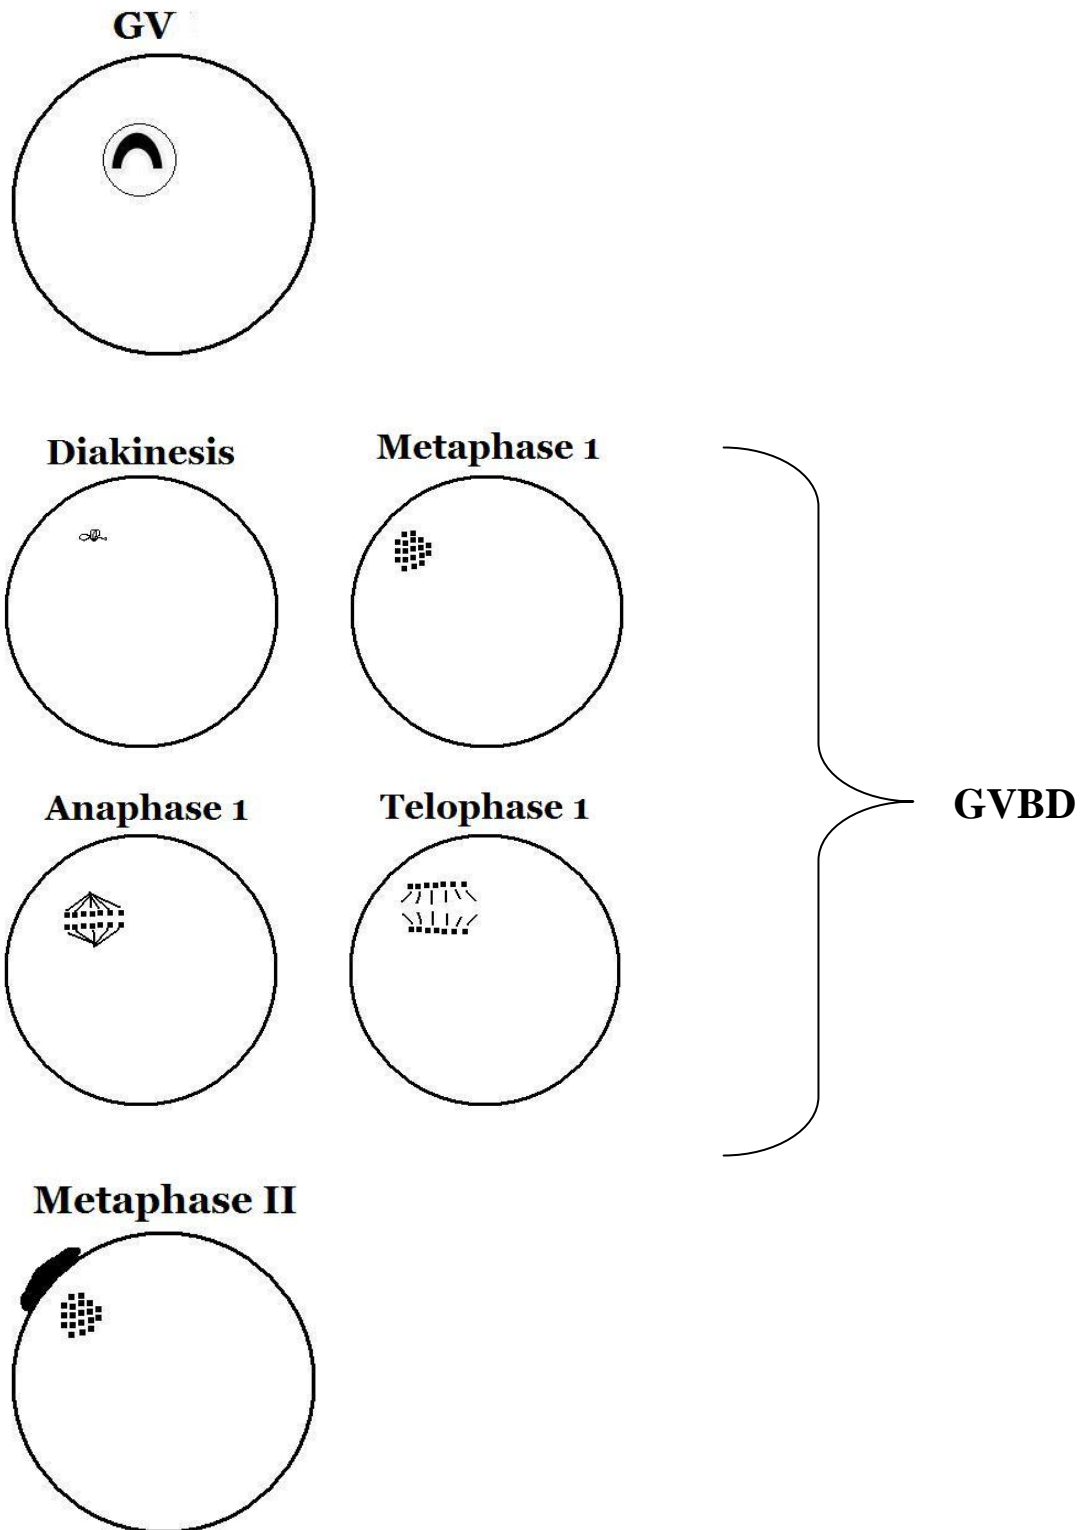 GV
Diakinesis
Metaphase 1
Anaphase 1
Telophase 1
GVBD
Metaphase II